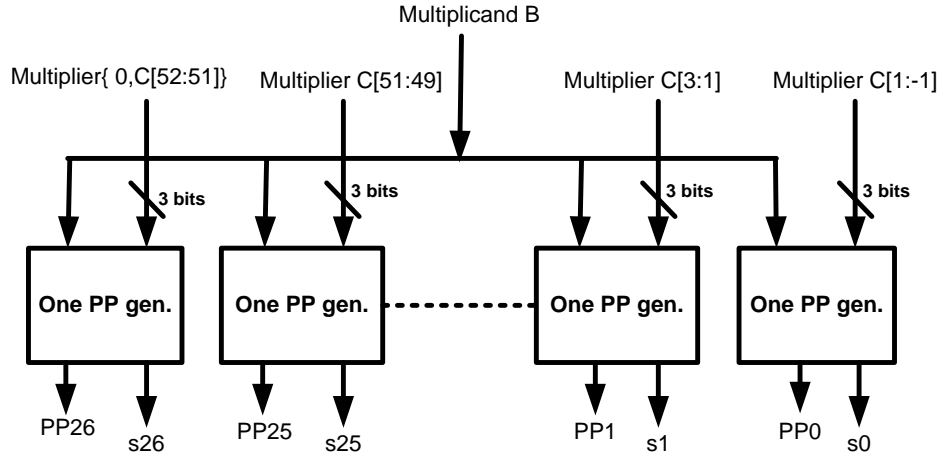 Multiplicand B
Multiplier{ 0,C[52:51]} Multiplier C[51:49] Multiplier C[3:1] Multiplier C[1:-1]
3 bits 3 bits 3 bits 3 bits
One PP gen. One PP gen. One PP gen. One PP gen.
PP26 s26 PP25 s25 PP1 s1 PP0 s0